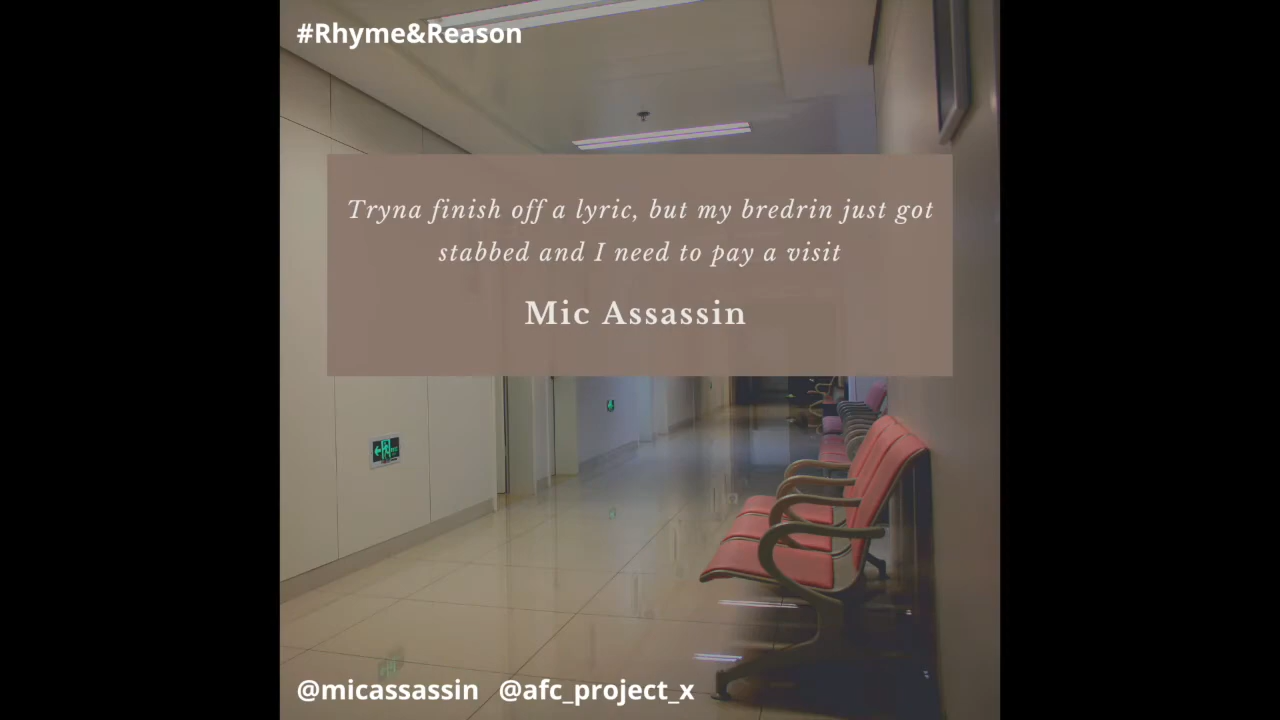 #Rhyme&Reason
Tryna finish off a lyric, but my bredrin just got
stabbed and I need to pay a visit
Mic Assassin
@micassassin @afc_project_x